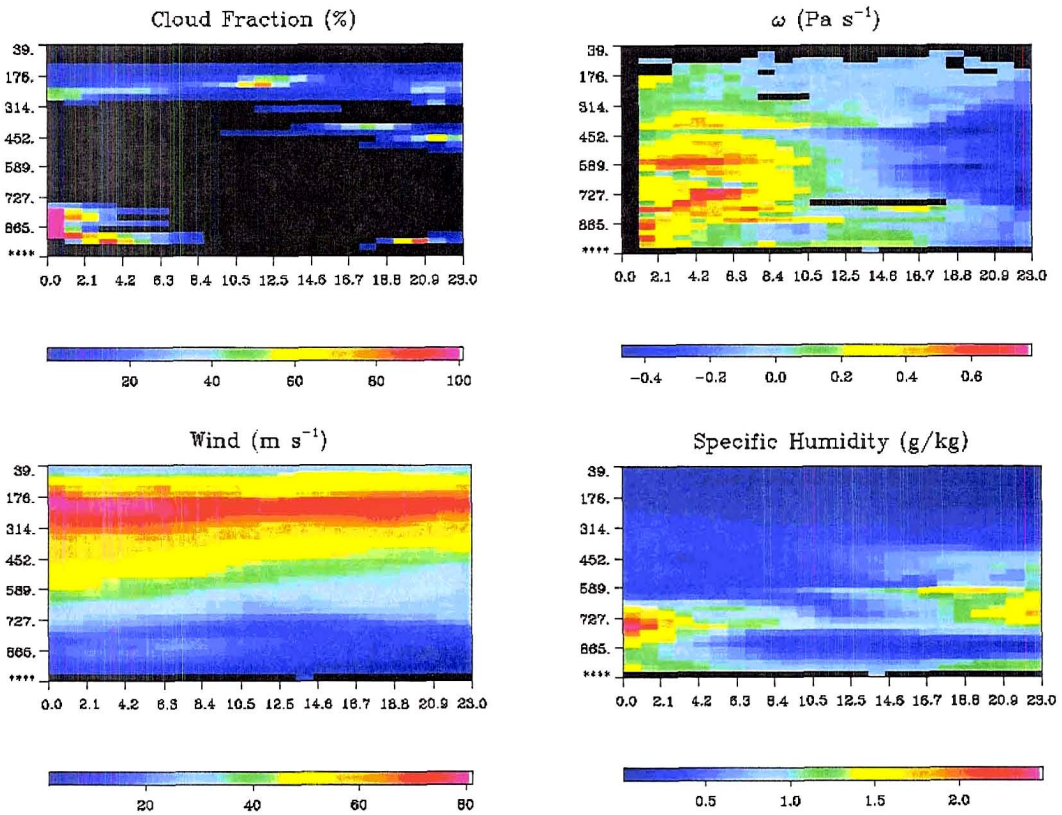 Cloud Fraction (%)
39.
176.
314.
452.
589.
727.
865.
****
0.0 2.1 4.2 6.3 8.4 10.5 12.5 14.6 16.7 18.8 20.9 23.0
20 40 60 80 100
ω (Pa s⁻¹)
39.
176.
314.
452.
589.
727.
865.
****
0.0 2.1 4.2 6.3 8.4 10.5 12.5 14.6 16.7 18.8 20.9 23.0
-0.4 -0.2 0.0 0.2 0.4 0.6
Wind (m s⁻¹)
39.
176.
314.
452.
589.
727.
865.
****
0.0 2.1 4.2 6.3 8.4 10.5 12.5 14.6 16.7 18.8 20.9 23.0
20 40 60 80
Specific Humidity (g/kg)
39.
176.
314.
452.
589.
727.
865.
****
0.0 2.1 4.2 6.3 8.4 10.5 12.5 14.6 16.7 18.8 20.9 23.0
0.5 1.0 1.5 2.0